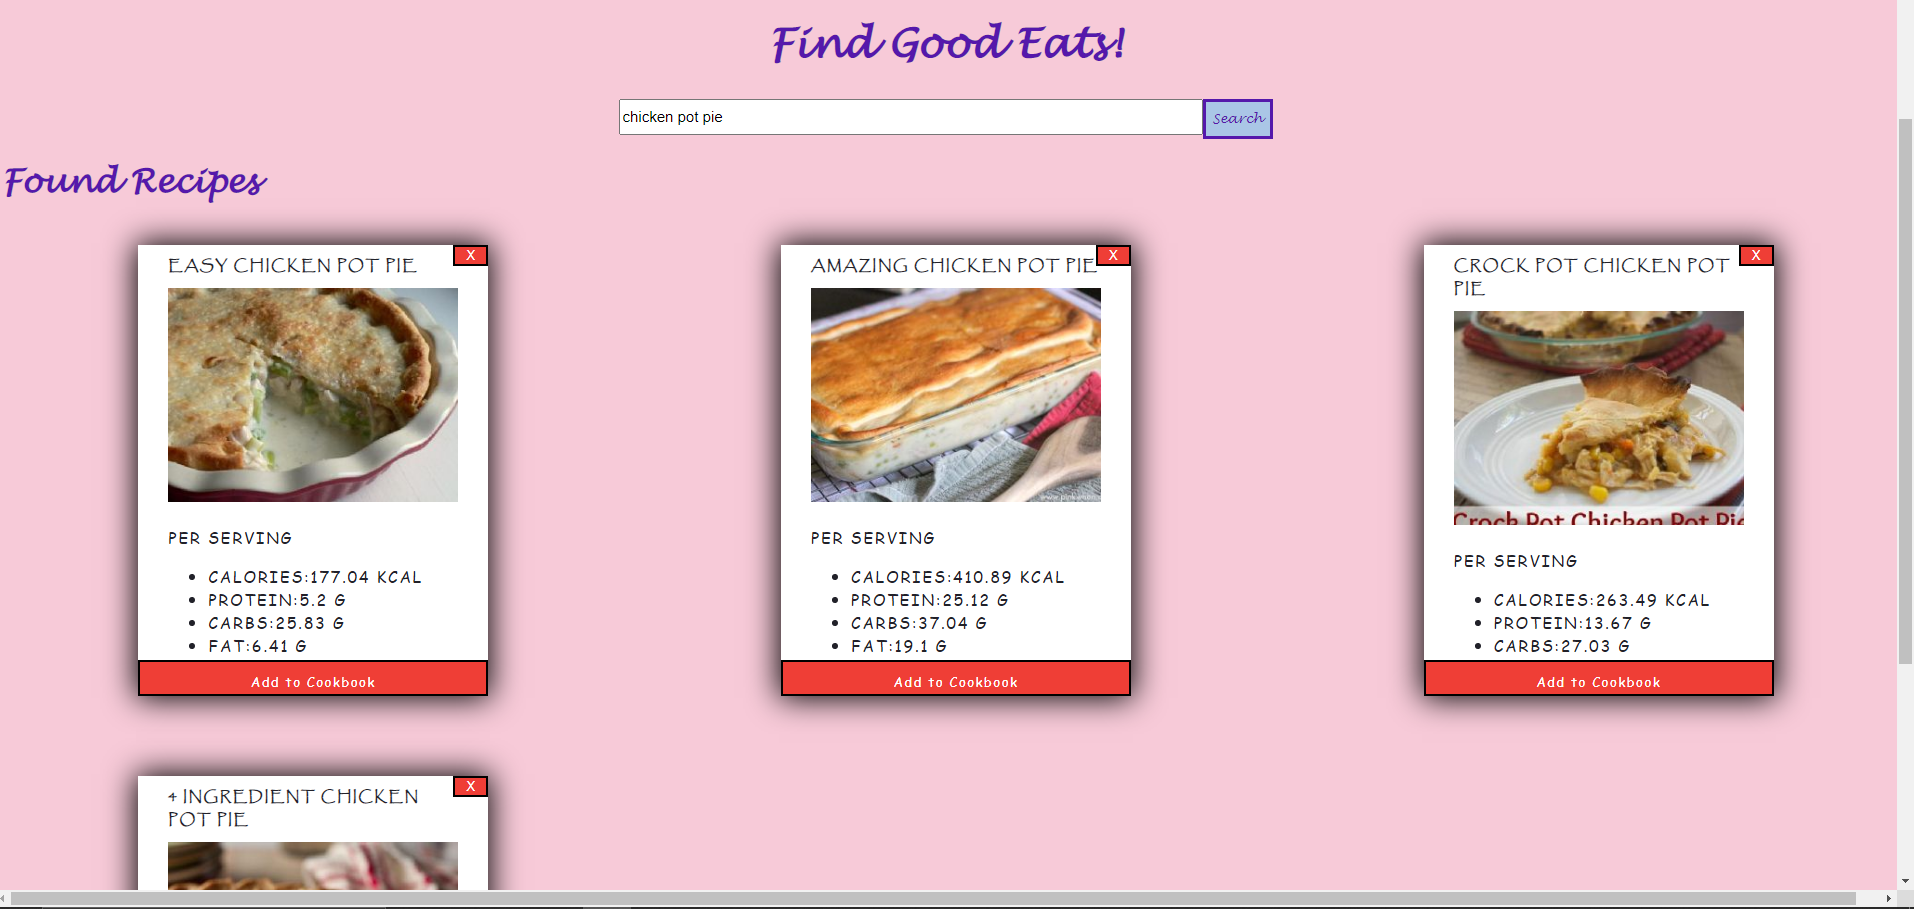 Find Good Eats!
chicken pot pie
Search
Found Recipes
EASY CHICKEN POT PIE
X
PER SERVING
CALORIES:177.04 KCAL
PROTEIN:5.2 G
CARBS:25.83 G
FAT:6.41 G
Add to Cookbook
AMAZING CHICKEN POT PIE
X
PER SERVING
CALORIES:410.89 KCAL
PROTEIN:25.12 G
CARBS:37.04 G
FAT:19.1 G
Add to Cookbook
CROCK POT CHICKEN POT
PIE
X
Crock Pot Chicken Pot Pie
PER SERVING
CALORIES:263.49 KCAL
PROTEIN:13.67 G
CARBS:27.03 G
Add to Cookbook
4 INGREDIENT CHICKEN
POT PIE
X